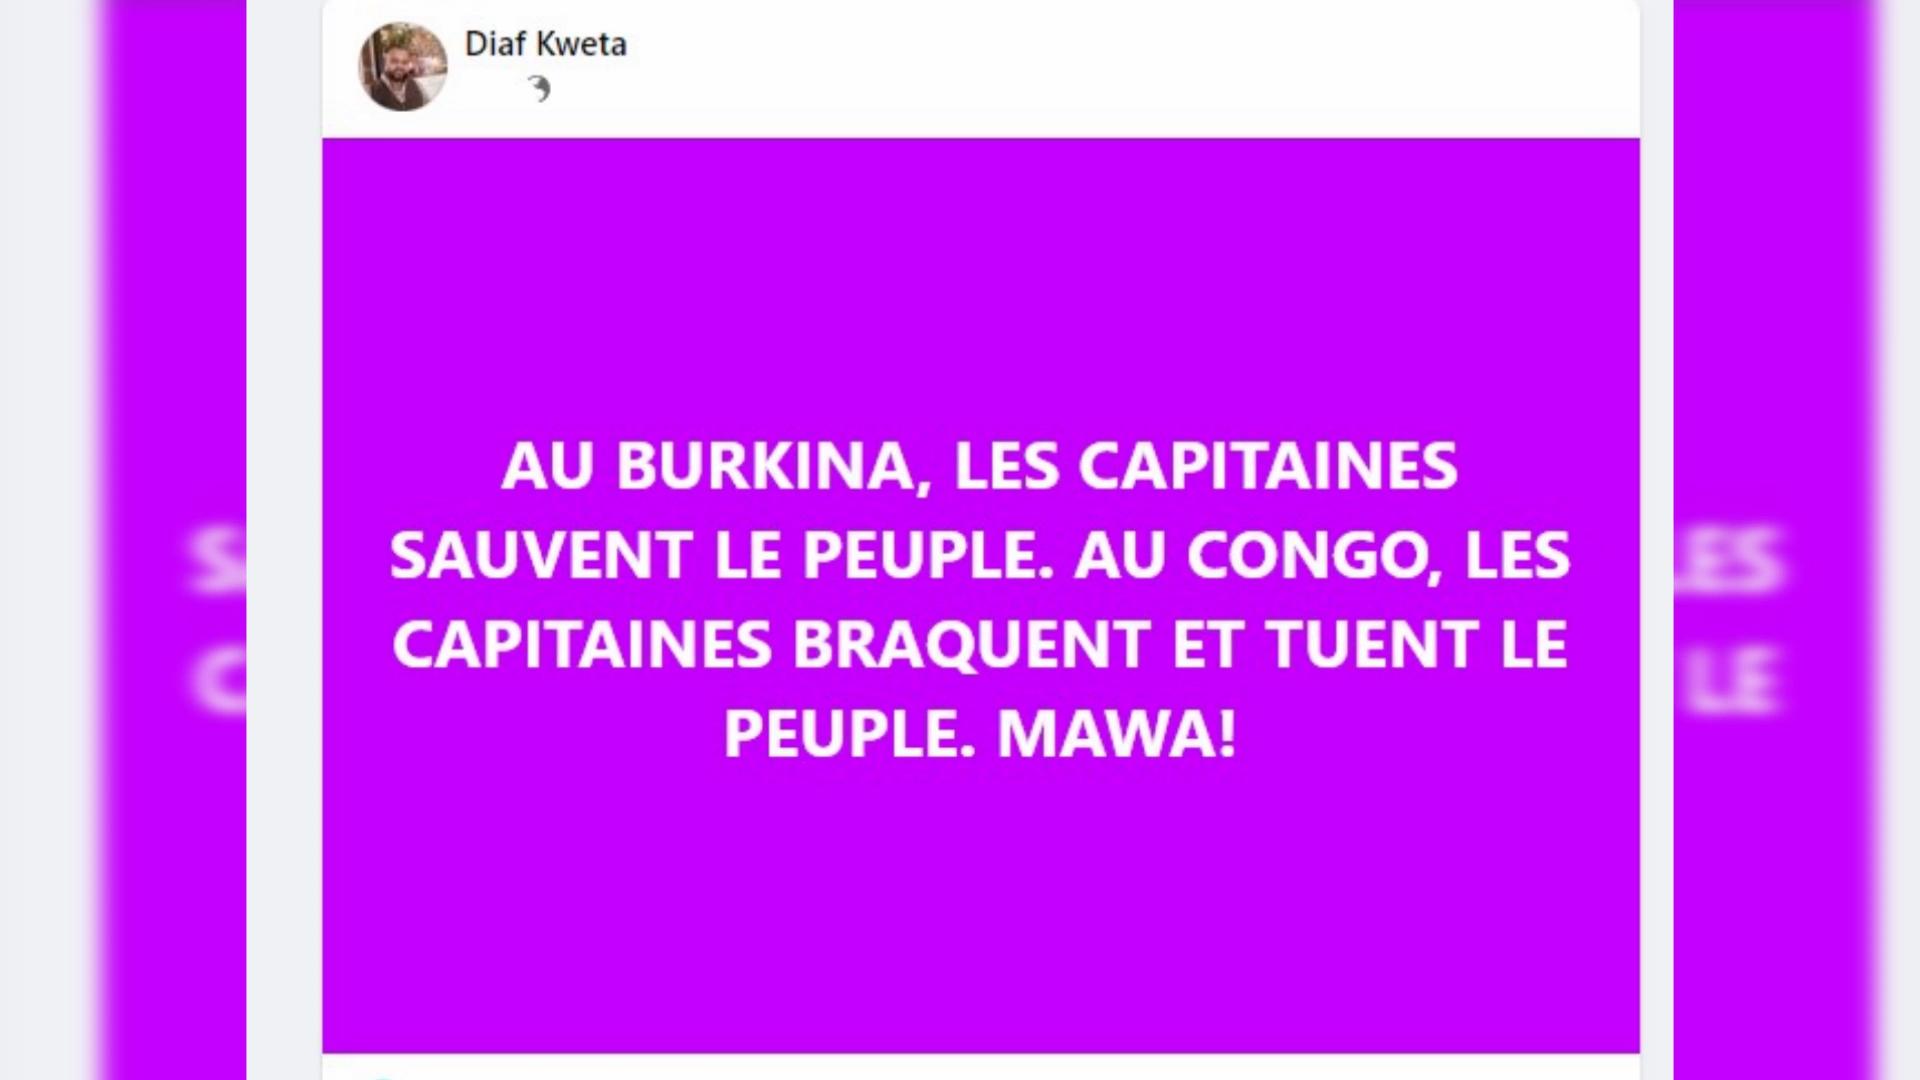 Diaf Kweta
AU BURKINA, LES CAPITAINES
SAUVENT LE PEUPLE. AU CONGO, LES
CAPITAINES BRAQUENT ET TUENT LE
PEUPLE. MAWA!